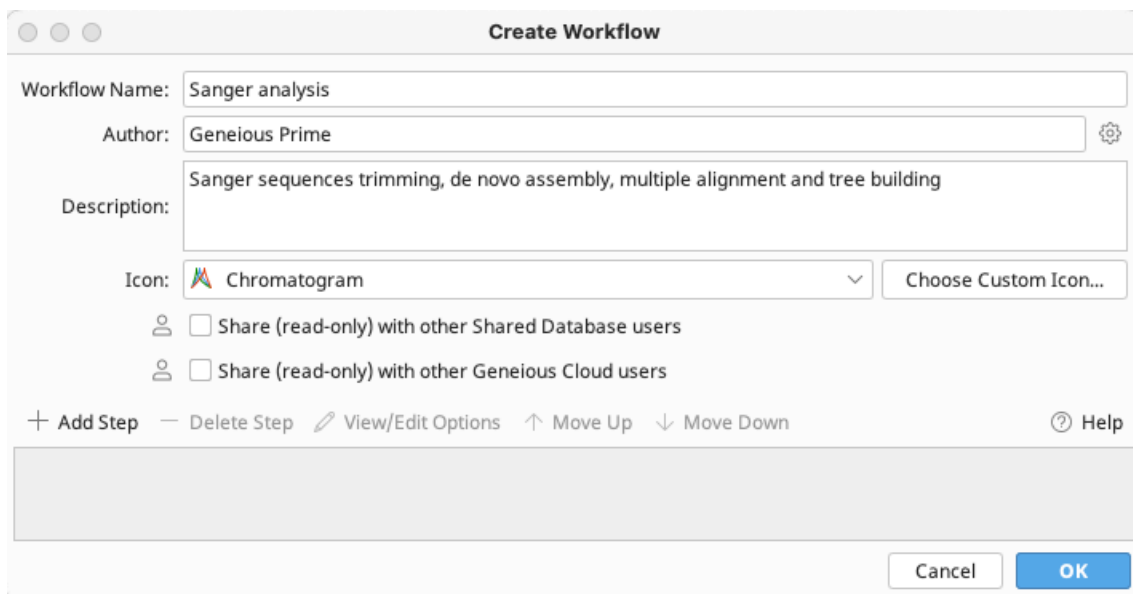 Create Workflow
Workflow Name: Sanger analysis
Author: Geneious Prime
Description: Sanger sequences trimming, de novo assembly, multiple alignment and tree building
Icon: Chromatogram Choose Custom Icon...
Share (read-only) with other Shared Database users
Share (read-only) with other Geneious Cloud users
Add Step Delete Step View/Edit Options Move Up Move Down Help
Cancel OK